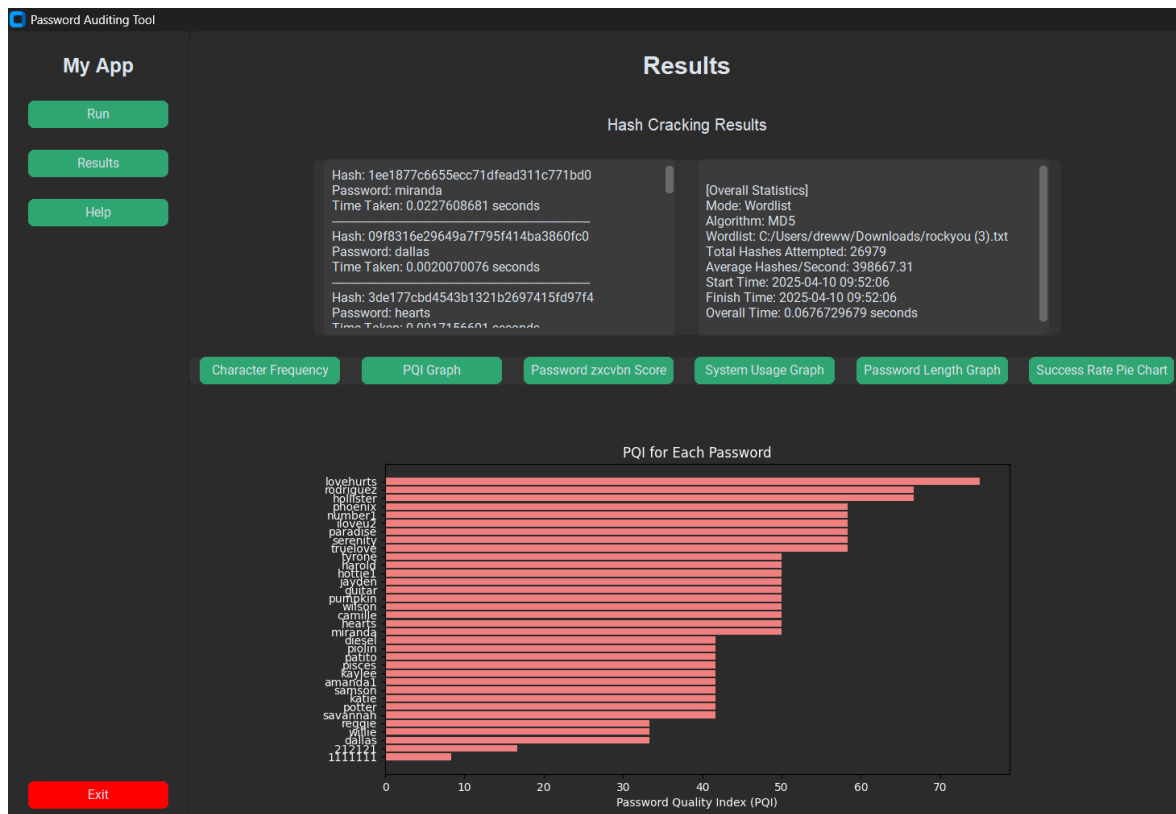 Password Auditing Tool
My App
Run
Results
Help
Exit
Results
Hash Cracking Results
Hash: 1ee1877c6655ecc71dfead311c771bd0
Password: miranda
Time Taken: 0.0227608681 seconds
Hash: 09f8316e29649a7f795f414ba3860fc0
Password: dallas
Time Taken: 0.0020070076 seconds
Hash: 3de177cbd4543b1321b2697415fd97f4
Password: hearts
Time Taken: 0.0017156601 seconds
[Overall Statistics]
Mode: Wordlist
Algorithm: MD5
Wordlist: C:/Users/dreww/Downloads/rockyou (3).txt
Total Hashes Attempted: 26979
Average Hashes/Second: 398667.31
Start Time: 2025-04-10 09:52:06
Finish Time: 2025-04-10 09:52:06
Overall Time: 0.0676729679 seconds
Character Frequency
PQI Graph
Password zxcvbn Score
System Usage Graph
Password Length Graph
Success Rate Pie Chart
PQI for Each Password
lovehurts
rodriguez
hollister
phoenix
number1
iloveu2
paradise
serenity
truelove
tyrone
harold
hottie1
jayden
guitar
pumpkin
wilson
camille
hearts
miranda
diesel
piolin
patito
pisces
kaylee
amanda1
samson
katie
potter
savannah
reggie
willie
dallas
212121
1111111
0 10 20 30 40 50 60 70
Password Quality Index (PQI)